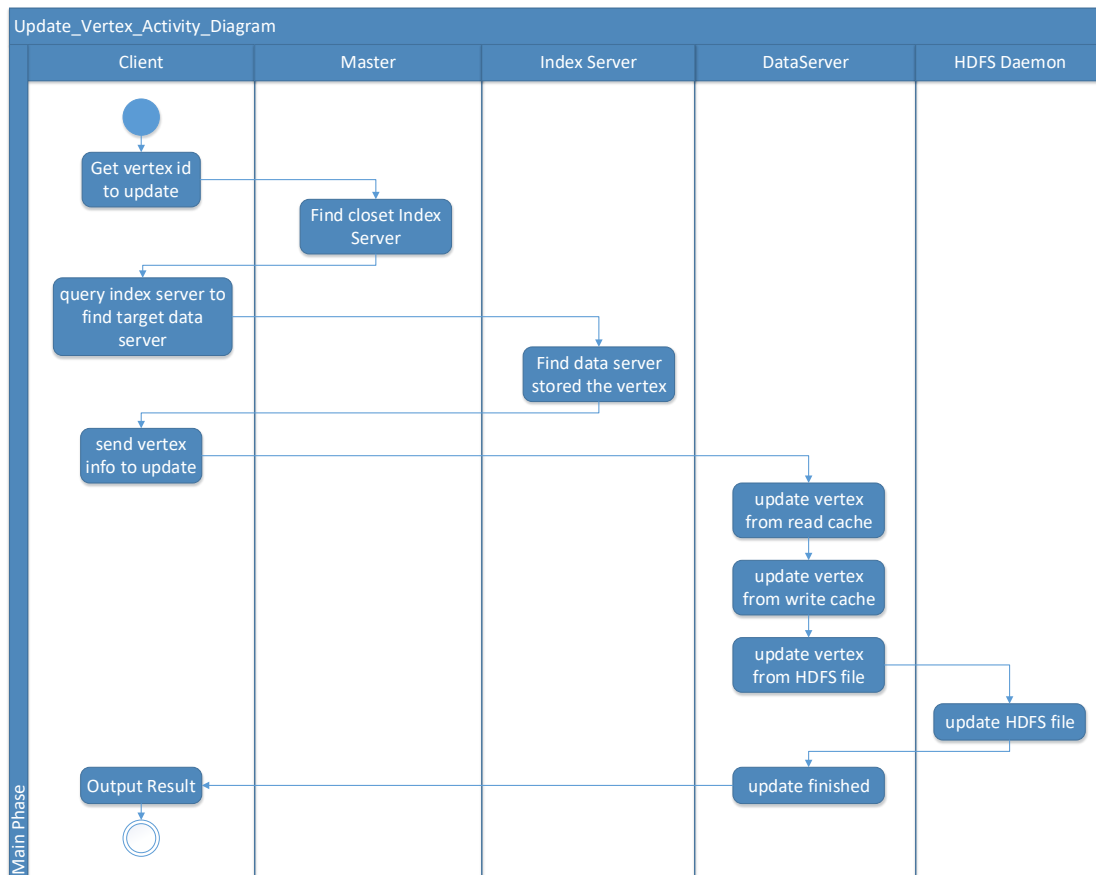 Update_Vertex_Activity_Diagram
Client
Master
Index Server
DataServer
HDFS Daemon
Get vertex id
to update
Find closet Index
Server
query index server to
find target data
server
Find data server
stored the vertex
send vertex
info to update
update vertex
from read cache
update vertex
from write cache
update vertex
from HDFS file
update HDFS file
update finished
Output Result
Main Phase